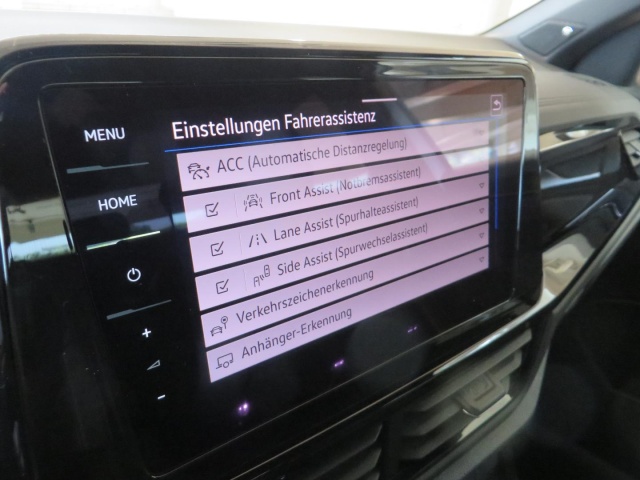 MENU
HOME
Einstellungen Fahrerassistenz
ACC (Automatische Distanzregelung)
Front Assist (Notbremsassistent)
Lane Assist (Spurhalteassistent)
Side Assist (Spurwechselassistent)
Verkehrszeichenerkennung
Anhänger-Erkennung
+
-